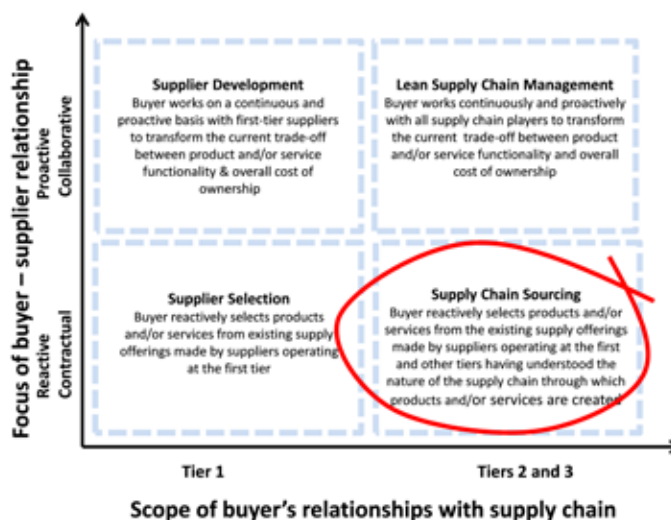 Focus of buyer – supplier relationship
Proactive
Collaborative
Reactive
Contractual
Supplier Development
Buyer works on a continuous and
proactive basis with first-tier suppliers
to transform the current trade-off
between product and/or service
functionality & overall cost of
ownership
Lean Supply Chain Management
Buyer works continuously and proactively
with all supply chain players to transform
the current trade-off between product
and/or service functionality and overall
cost of ownership
Supplier Selection
Buyer reactively selects products
and/or services from existing supply
offerings made by suppliers operating
at the first tier
Supply Chain Sourcing
Buyer reactively selects products and/or
services from the existing supply offerings
made by suppliers operating at the first
and other tiers having understood the
nature of the supply chain through which
products and/or services are created
Tier 1
Tiers 2 and 3
Scope of buyer's relationships with supply chain